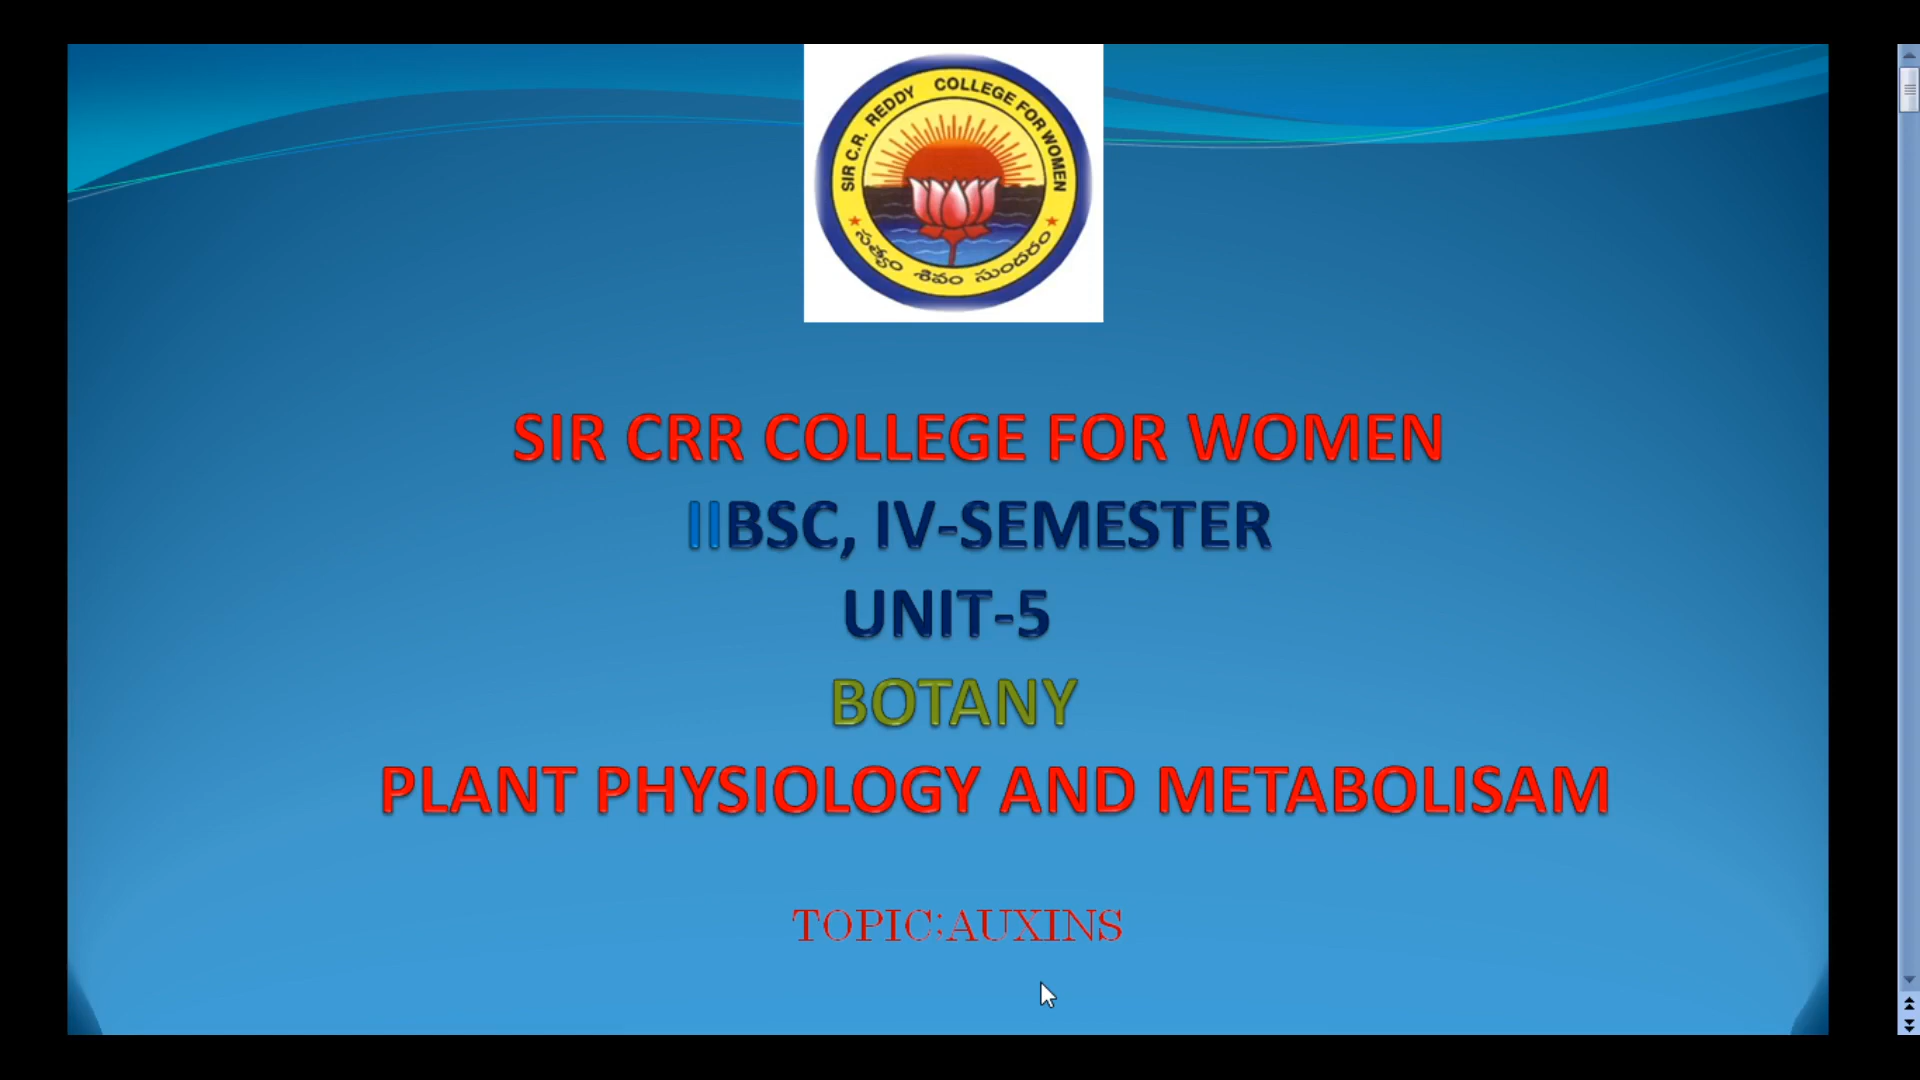 SIR C.R. REDDY COLLEGE FOR WOMEN
సత్యం శివం సుందరం
SIR CRR COLLEGE FOR WOMEN
IIBSC, IV-SEMESTER
UNIT-5
BOTANY
PLANT PHYSIOLOGY AND METABOLISAM
TOPIC;AUXINS